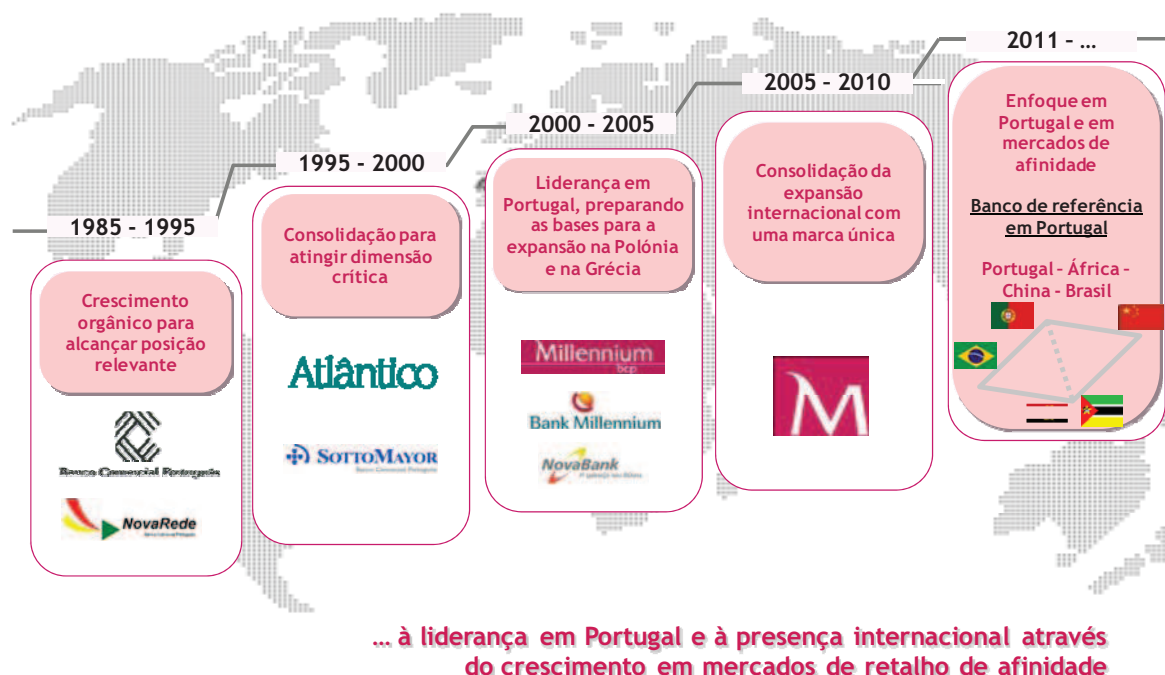 1985 - 1995
Crescimento
orgânico para
alcançar posição
relevante
Banco Comercial Português
NovaRede
1995 - 2000
Consolidação para
atingir dimensão
crítica
Atlântico
SOTTOMAYOR
Banco Comercial Português
2000 - 2005
Liderança em
Portugal, preparando
as bases para a
expansão na Polónia
e na Grécia
Millennium
bcp
Bank Millennium
NovaBank
2005 - 2010
Consolidação da
expansão
internacional com
uma marca única
M
2011 - …
Enfoque em
Portugal e em
mercados de
afinidade
Banco de referência
em Portugal
Portugal - África -
China - Brasil
… à liderança em Portugal e à presença internacional através
do crescimento em mercados de retalho de afinidade